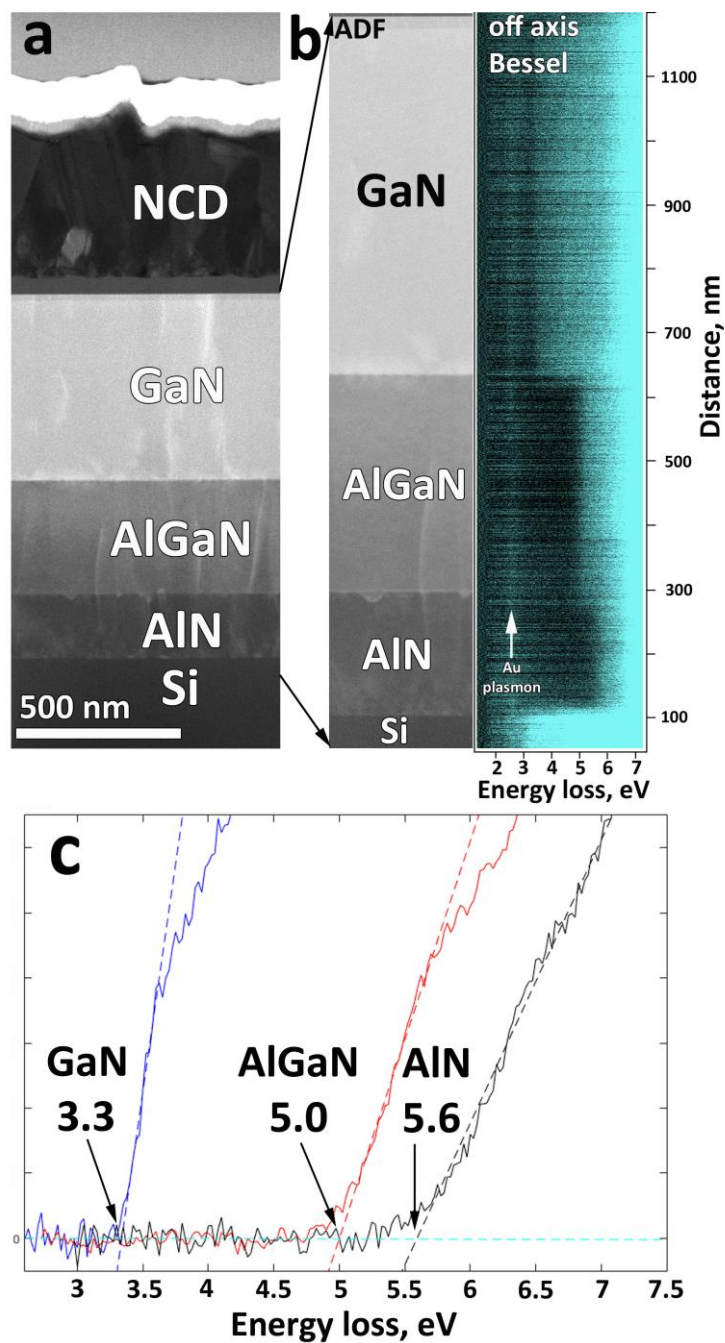 a
NCD
GaN
AlGaN
AlN
Si
500 nm
b
ADF
GaN
AlGaN
AlN
Si
off axis
Bessel
Au
plasmon
1100
900
700
500
300
100
Distance, nm
2 3 4 5 6 7
Energy loss, eV
c
GaN
3.3
AlGaN
5.0
AlN
5.6
0
3 3.5 4 4.5 5 5.5 6 6.5 7 7.5
Energy loss, eV